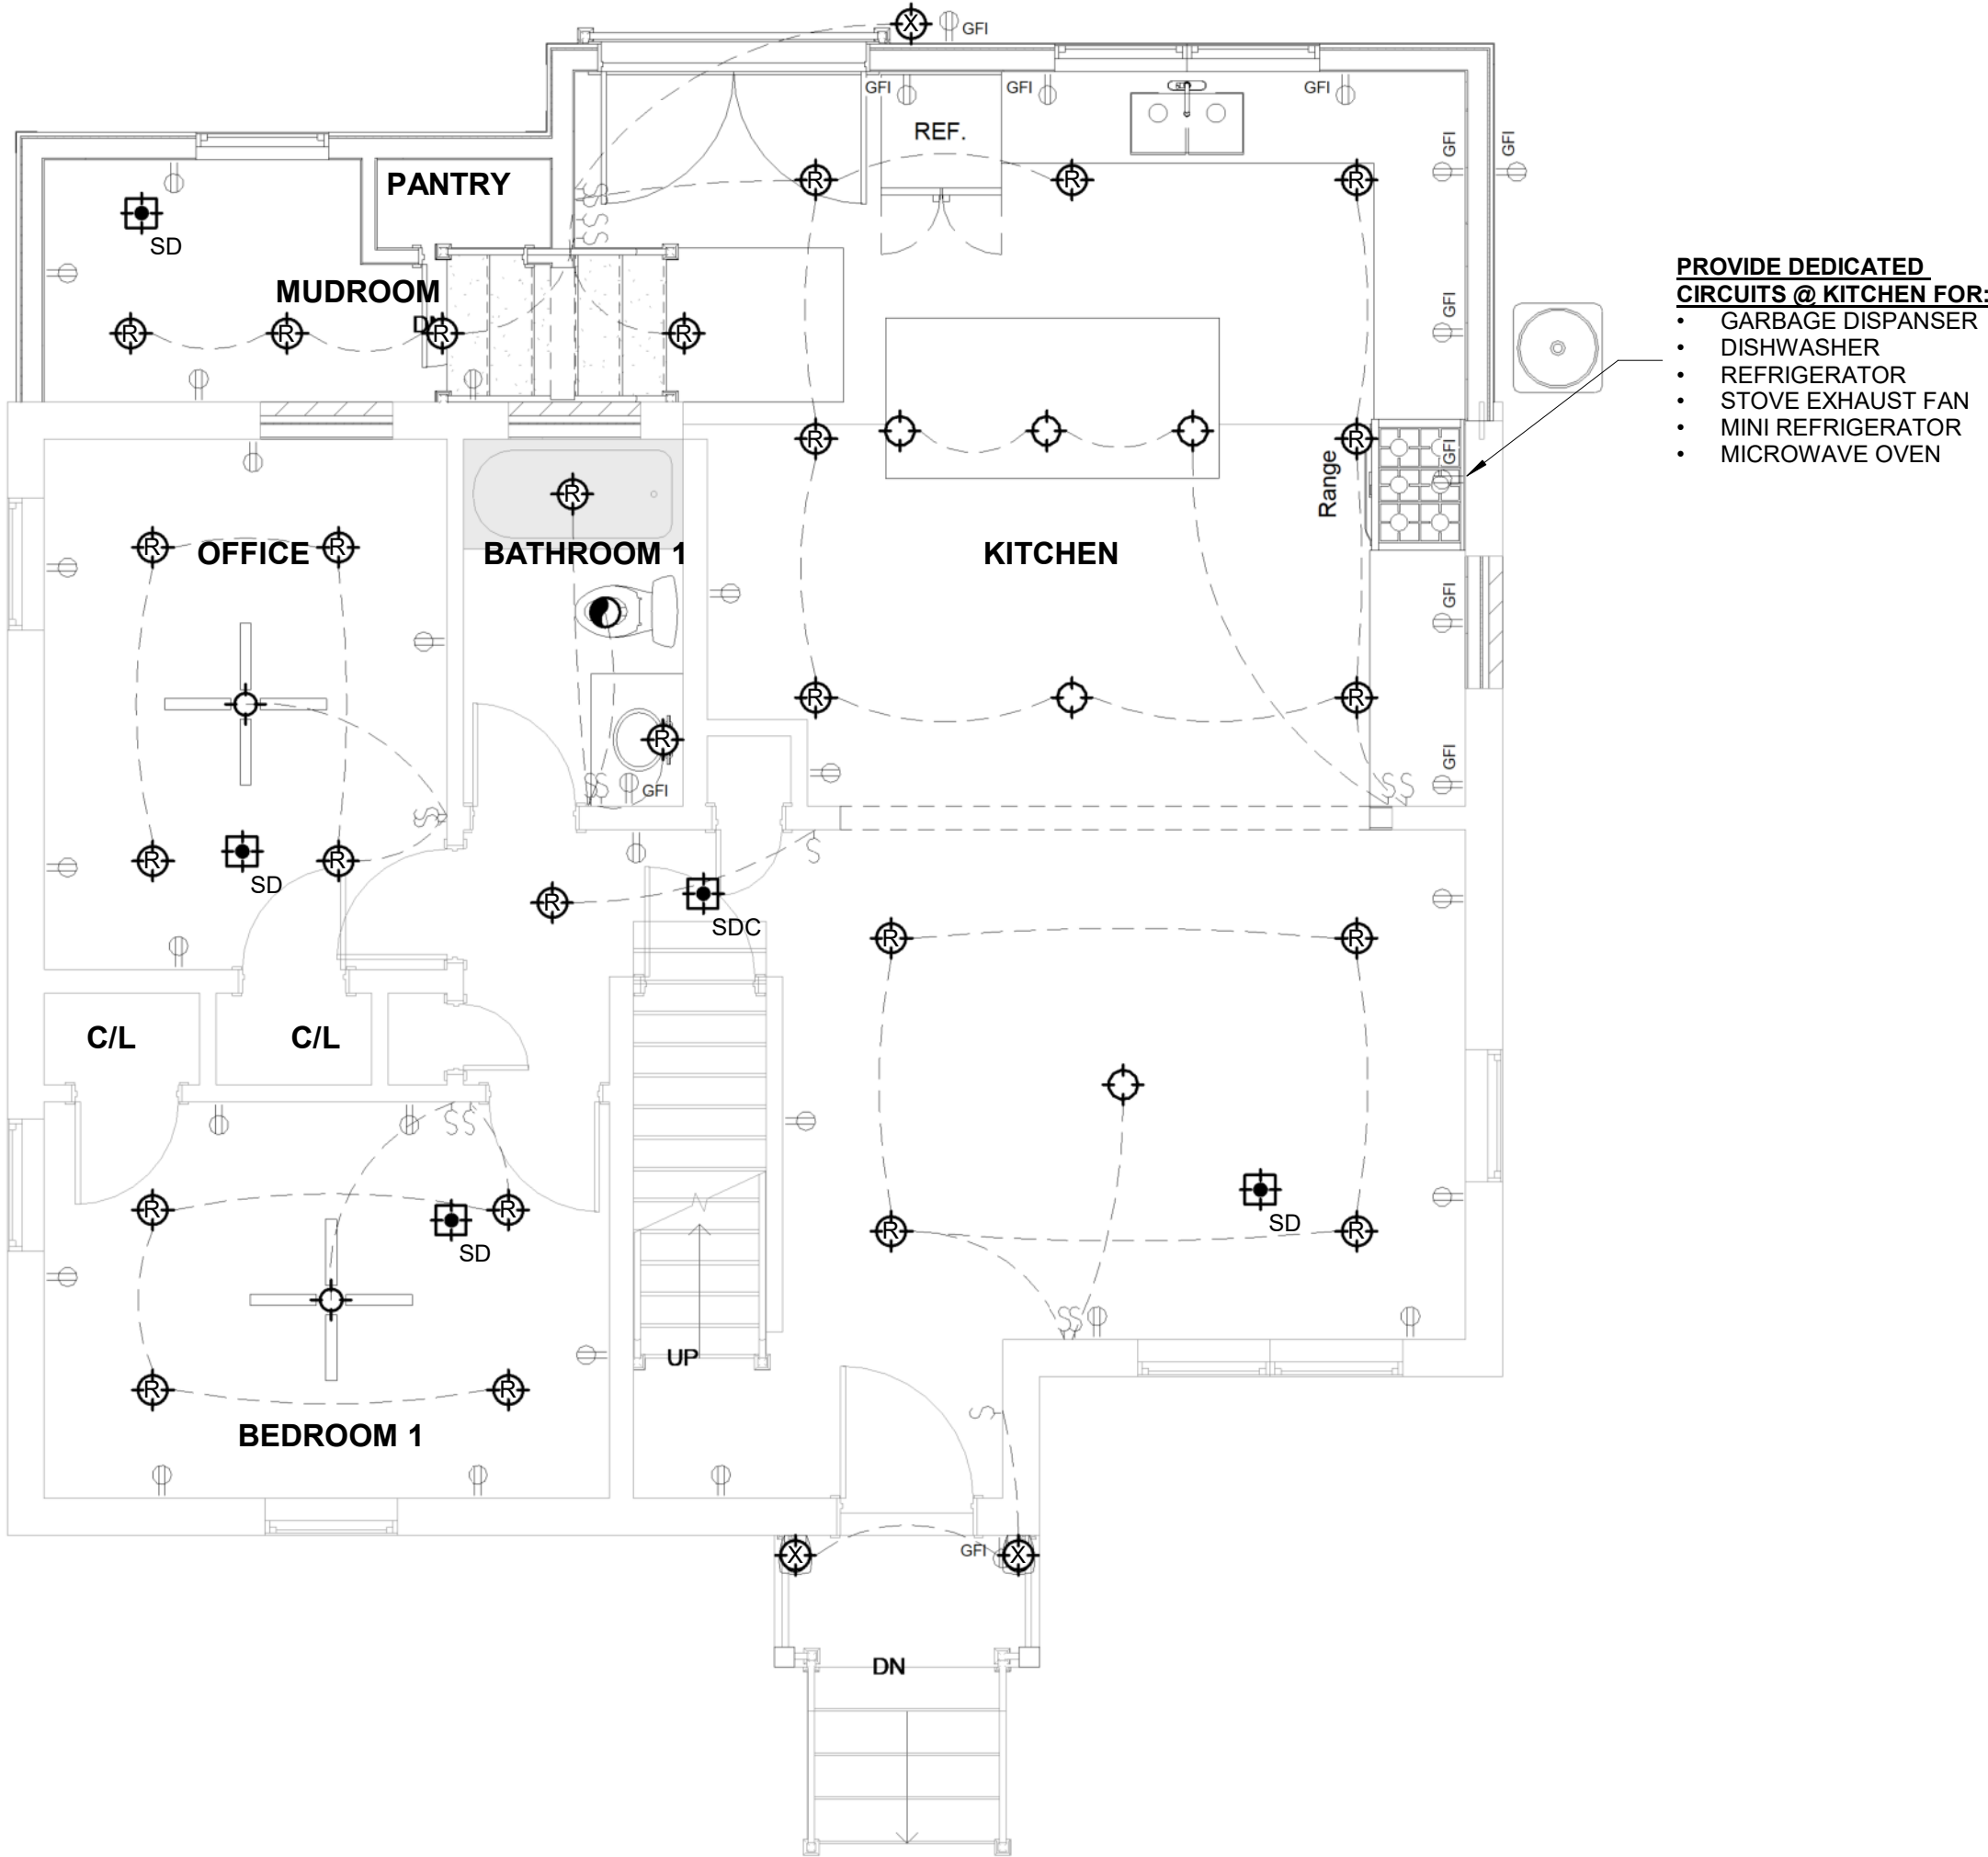 X
GFI
GFI
GFI
GFI
REF.
GFI
GFI
PANTRY
R
R
R
SD
S
S
S
PROVIDE DEDICATED
CIRCUITS @ KITCHEN FOR:
• GARBAGE DISPANSER
• DISHWASHER
• REFRIGERATOR
• STOVE EXHAUST FAN
• MINI REFRIGERATOR
• MICROWAVE OVEN
MUDROOM
GFI
R
R
R
R
R
R
GFI
Range
R
R
R
OFFICE
BATHROOM 1
KITCHEN
GFI
R
R
R
GFI
S
S
GFI
S
S
S
S
R
R
SD
R
SDC
R
R
C/L
C/L
S
S
R
R
SD
SD
R
R
S
S
UP
R
R
S
BEDROOM 1
X
GFI
X
DN